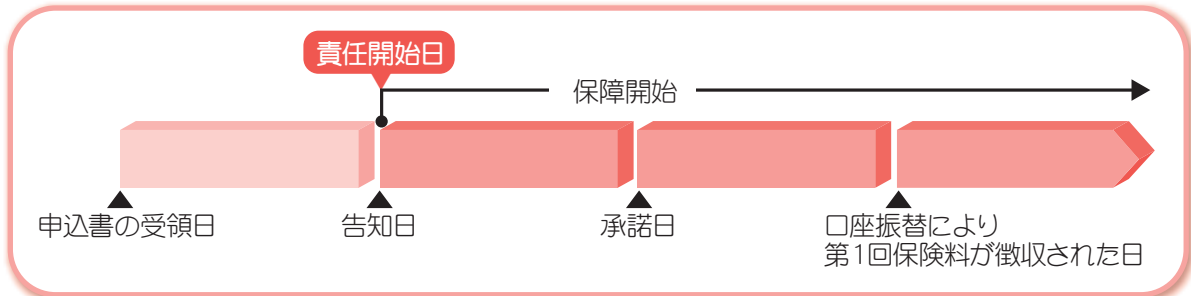 責任開始日
保障開始
申込書の受領日
告知日
承諾日
口座振替により
第1回保険料が徴収された日